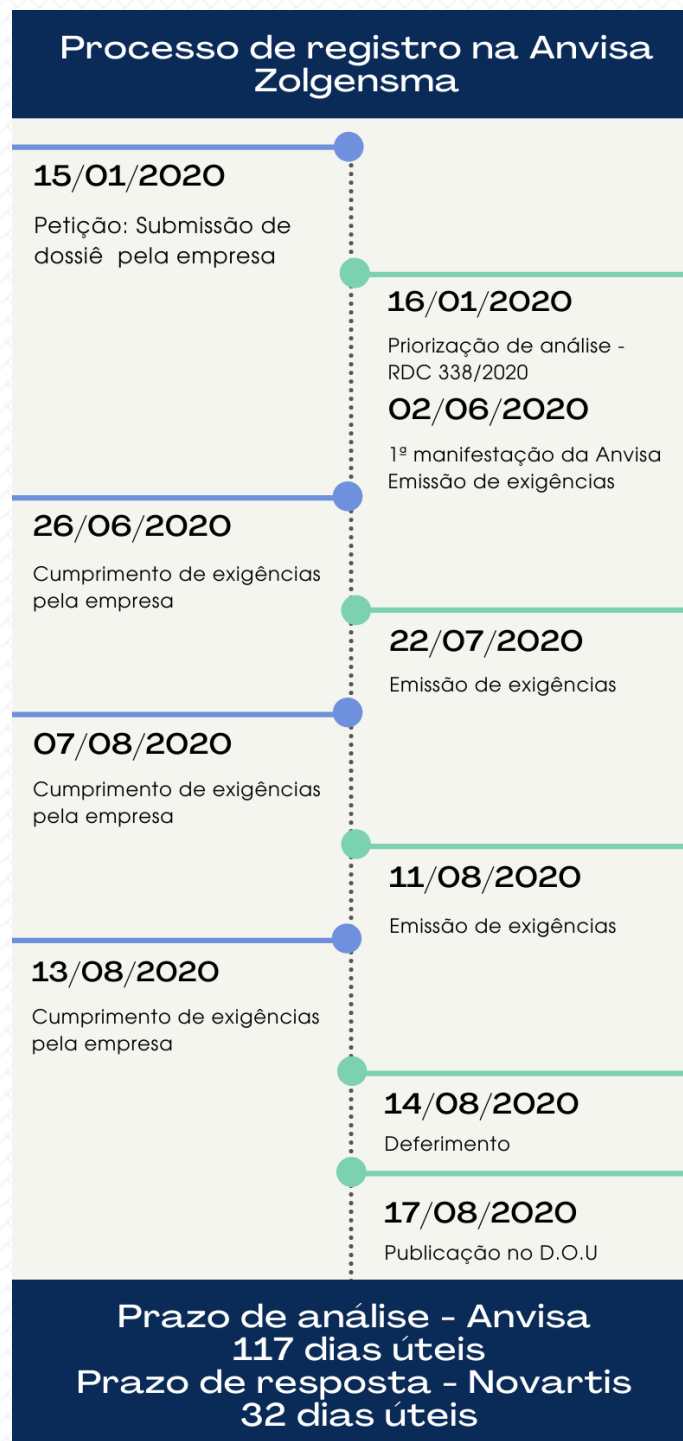 Processo de registro na Anvisa
Zolgensma
15/01/2020
Petição: Submissão de
dossiê pela empresa
16/01/2020
Priorização de análise -
RDC 338/2020
02/06/2020
1ª manifestação da Anvisa
Emissão de exigências
26/06/2020
Cumprimento de exigências
pela empresa
22/07/2020
Emissão de exigências
07/08/2020
Cumprimento de exigências
pela empresa
11/08/2020
Emissão de exigências
13/08/2020
Cumprimento de exigências
pela empresa
14/08/2020
Deferimento
17/08/2020
Publicação no D.O.U
Prazo de análise - Anvisa
117 dias úteis
Prazo de resposta - Novartis
32 dias úteis